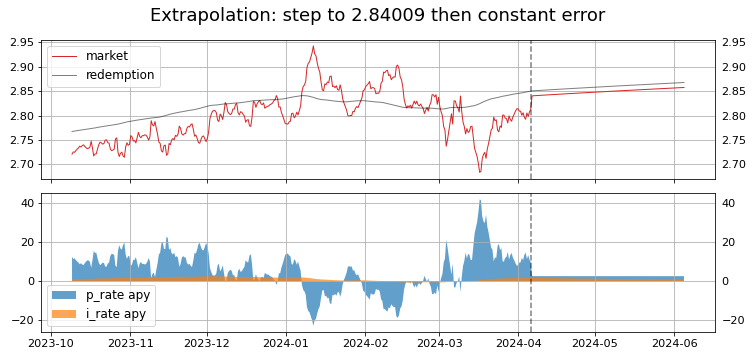 Extrapolation: step to 2.84009 then constant error
2.95 2.95
market
redemption
2.90 2.90
2.85 2.85
2.80 2.80
2.75 2.75
2.70 2.70
40 40
20 20
0 0
p_rate apy
i_rate apy
−20 −20
2023-10 2023-11 2023-12 2024-01 2024-02 2024-03 2024-04 2024-05 2024-06